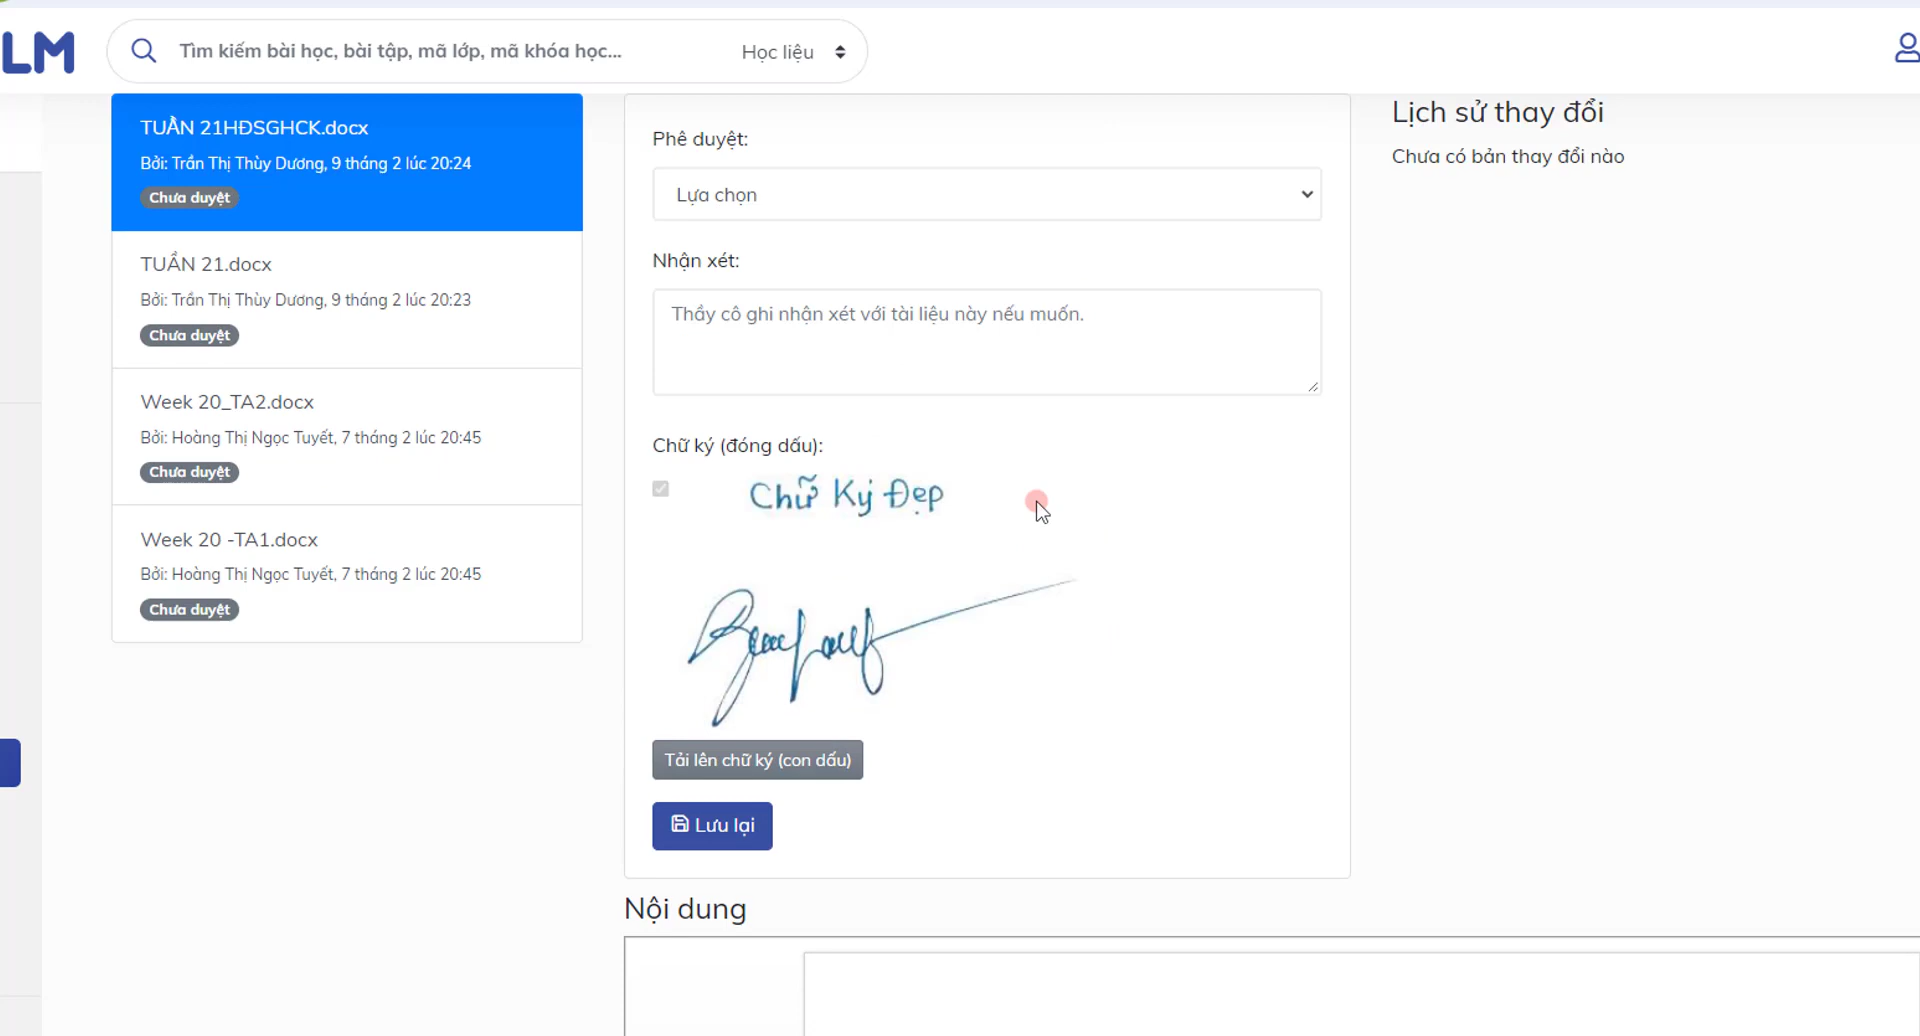 LM
Tìm kiếm bài học, bài tập, mã lớp, mã khóa học...
Học liệu
TUẦN 21HĐSGHCK.docx
Bởi: Trần Thị Thùy Dương, 9 tháng 2 lúc 20:24
Chưa duyệt
TUẦN 21.docx
Bởi: Trần Thị Thùy Dương, 9 tháng 2 lúc 20:23
Chưa duyệt
Week 20_TA2.docx
Bởi: Hoàng Thị Ngọc Tuyết, 7 tháng 2 lúc 20:45
Chưa duyệt
Week 20 -TA1.docx
Bởi: Hoàng Thị Ngọc Tuyết, 7 tháng 2 lúc 20:45
Chưa duyệt
Phê duyệt:
Lựa chọn
Nhận xét:
Thầy cô ghi nhận xét với tài liệu này nếu muốn.
Chữ ký (đóng dấu):
Chữ Ký Đẹp
Tải lên chữ ký (con dấu)
Lưu lại
Nội dung
Lịch sử thay đổi
Chưa có bản thay đổi nào